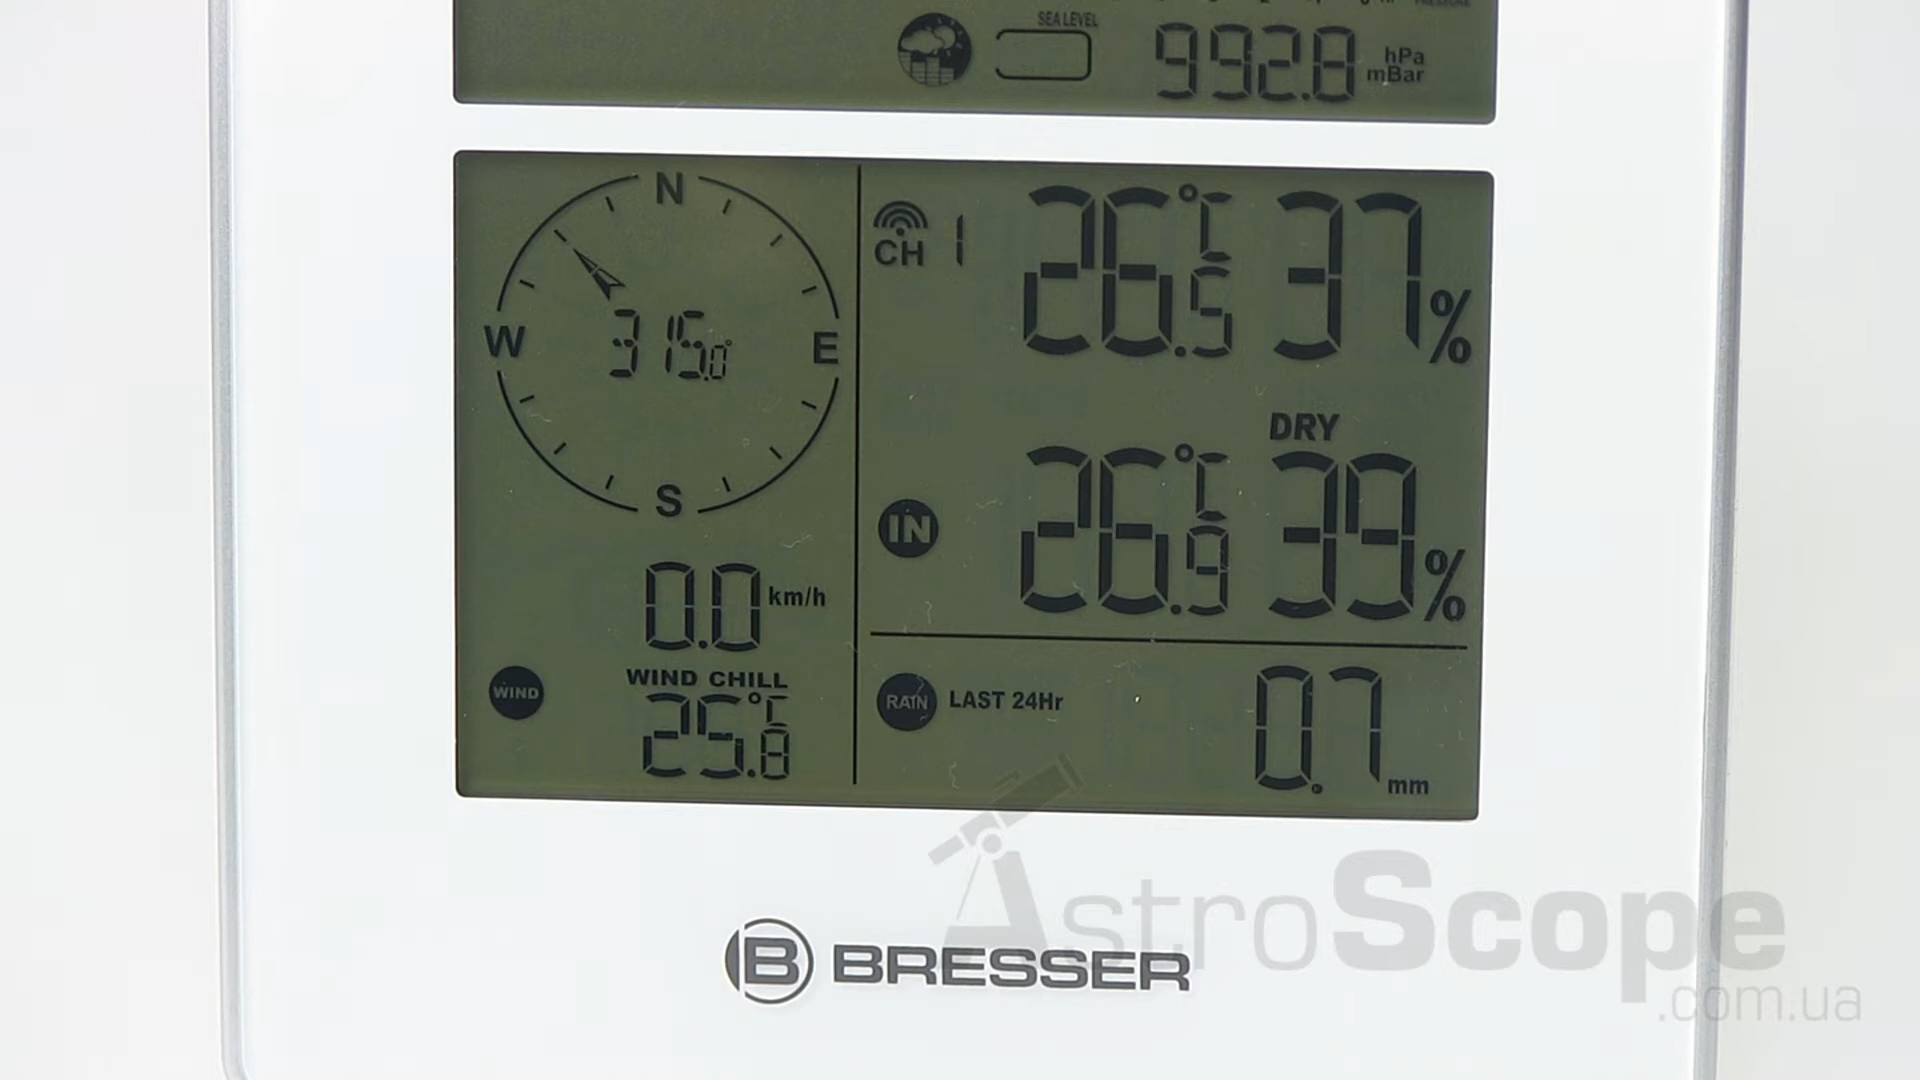 SEA LEVEL
992.8 hPa mBar
N
W E
S
315.0°
0.0 km/h
WIND
WIND CHILL
25.8 °C
CH 1 26.5 °C 37%
DRY
IN 26.9 °C 39%
RAIN LAST 24Hr 0.7 mm
B BRESSER
AstroScope
.com.ua